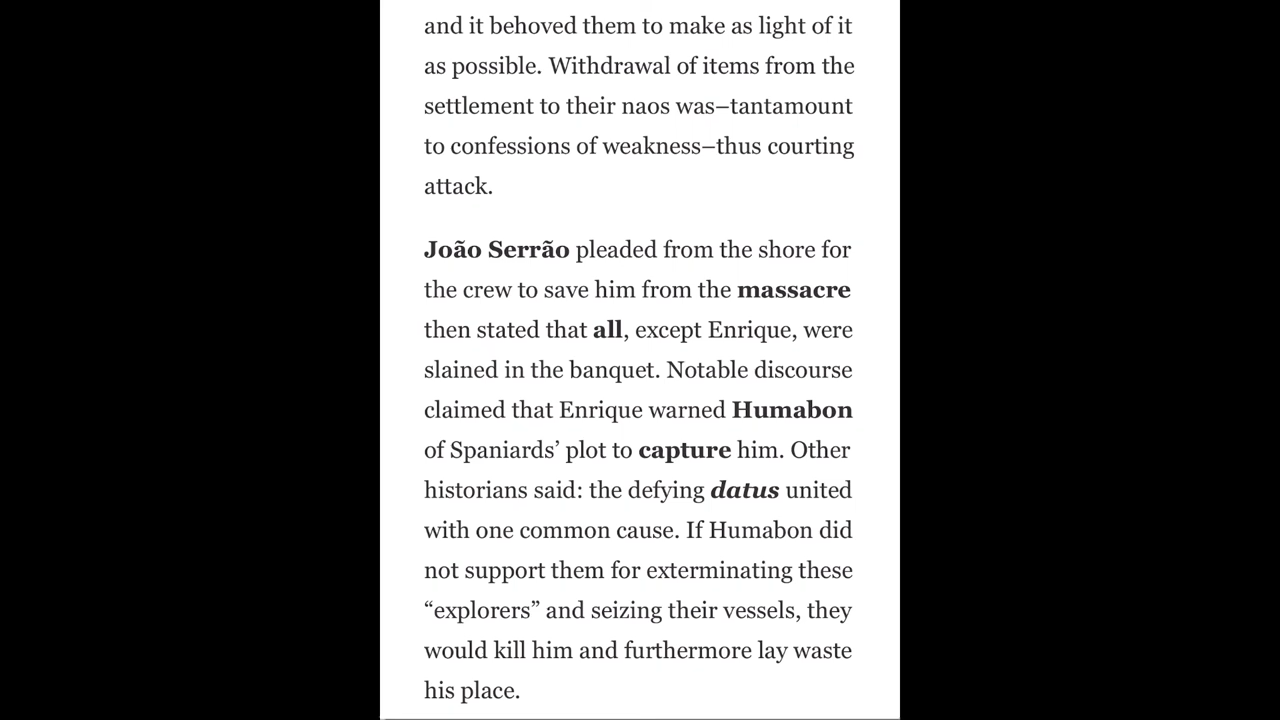 and it behoved them to make as light of it
as possible. Withdrawal of items from the
settlement to their naos was–tantamount
to confessions of weakness–thus courting
attack.
João Serrão pleaded from the shore for
the crew to save him from the massacre
then stated that all, except Enrique, were
slained in the banquet. Notable discourse
claimed that Enrique warned Humabon
of Spaniards’ plot to capture him. Other
historians said: the defying datus united
with one common cause. If Humabon did
not support them for exterminating these
“explorers” and seizing their vessels, they
would kill him and furthermore lay waste
his place.